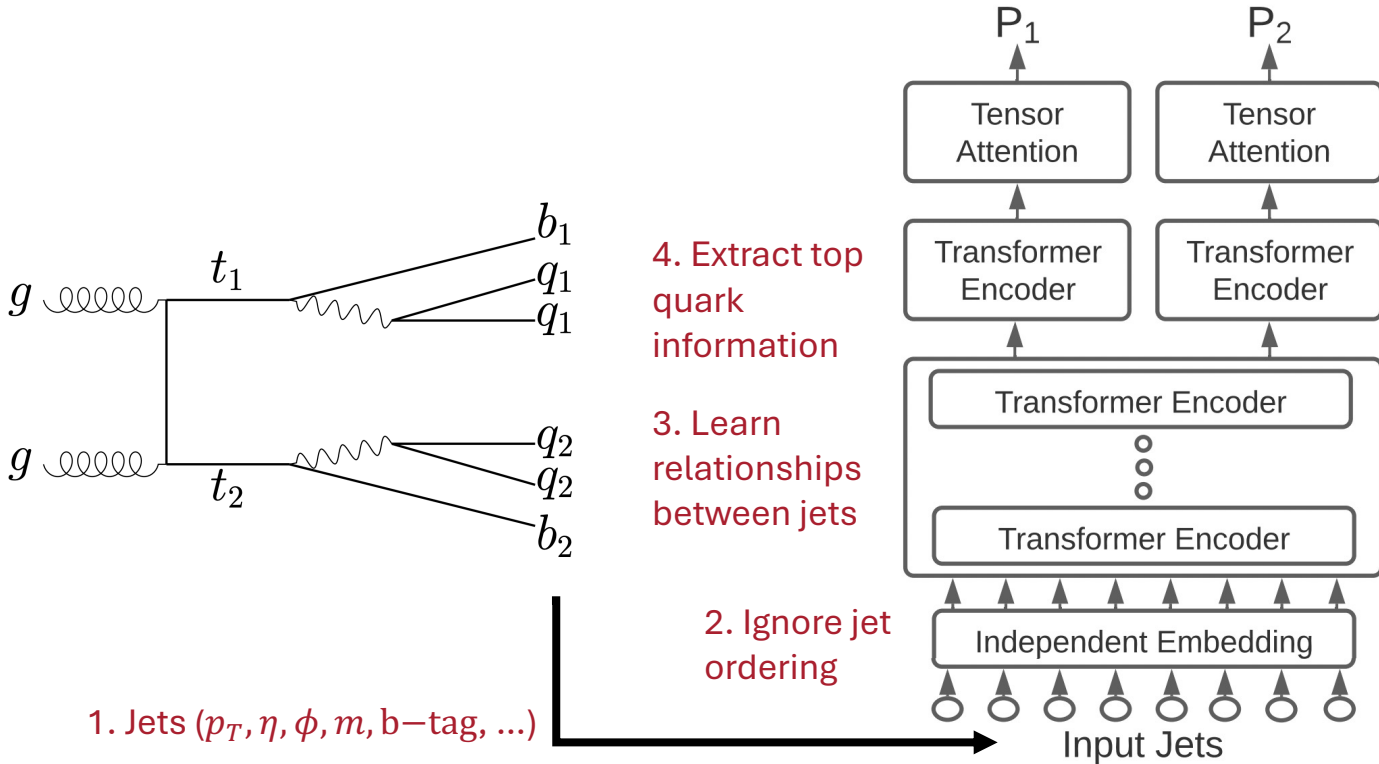 P₁
P₂
Tensor
Attention
Tensor
Attention
Transformer
Encoder
Transformer
Encoder
b₁
q₁
q₁
t₁
g
4. Extract top
quark
information
Transformer Encoder
3. Learn
relationships
between jets
q₂
q₂
b₂
g
t₂
Transformer Encoder
2. Ignore jet
ordering
Independent Embedding
1. Jets (p_T, η, ϕ, m, b−tag, ...)
Input Jets